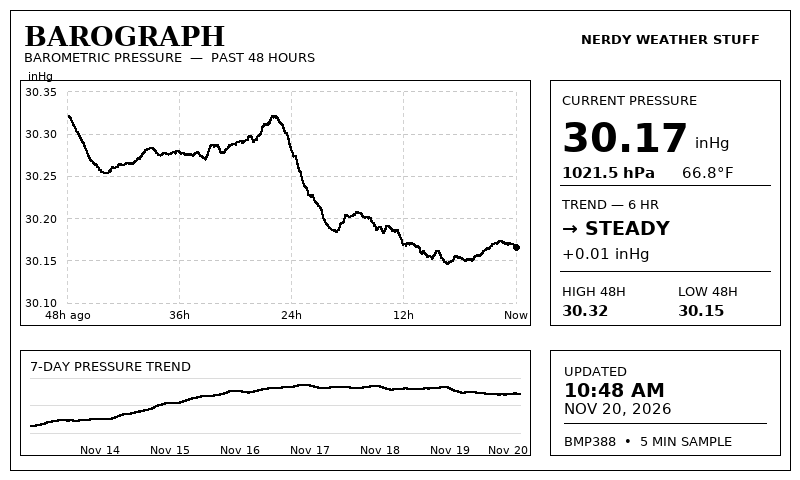 BAROGRAPH
BAROMETRIC PRESSURE — PAST 48 HOURS
NERDY WEATHER STUFF
inHg
30.35
30.30
30.25
30.20
30.15
30.10
48h ago 36h 24h 12h Now
CURRENT PRESSURE
30.17 inHg
1021.5 hPa 66.8°F
TREND — 6 HR
→ STEADY
+0.01 inHg
HIGH 48H LOW 48H
30.32 30.15
7-DAY PRESSURE TREND
Nov 14 Nov 15 Nov 16 Nov 17 Nov 18 Nov 19 Nov 20
UPDATED
10:48 AM
NOV 20, 2026
BMP388 • 5 MIN SAMPLE